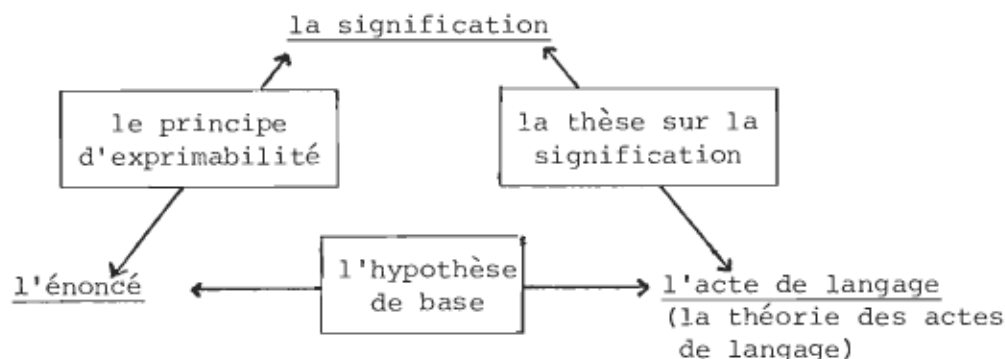 la signification
le principe
d'exprimabilité
la thèse sur la
signification
l'énoncé
l'hypothèse
de base
l'acte de langage
(la théorie des actes
de langage)